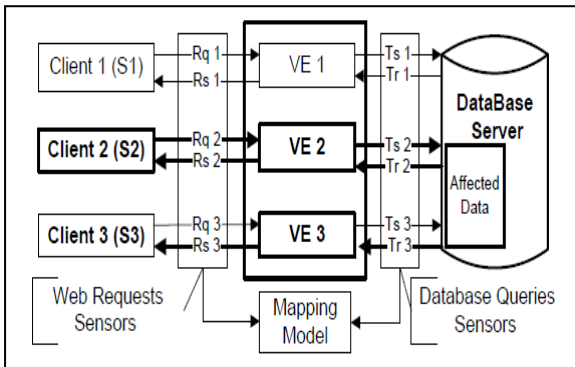 Client 1 (S1)
Rq 1
Rs 1
VE 1
Ts 1
Tr 1
Client 2 (S2)
Rq 2
Rs 2
VE 2
Ts 2
Tr 2
Client 3 (S3)
Rq 3
Rs 3
VE 3
Ts 3
Tr 3
DataBase
Server
Affected
Data
Web Requests
Sensors
Mapping
Model
Database Queries
Sensors